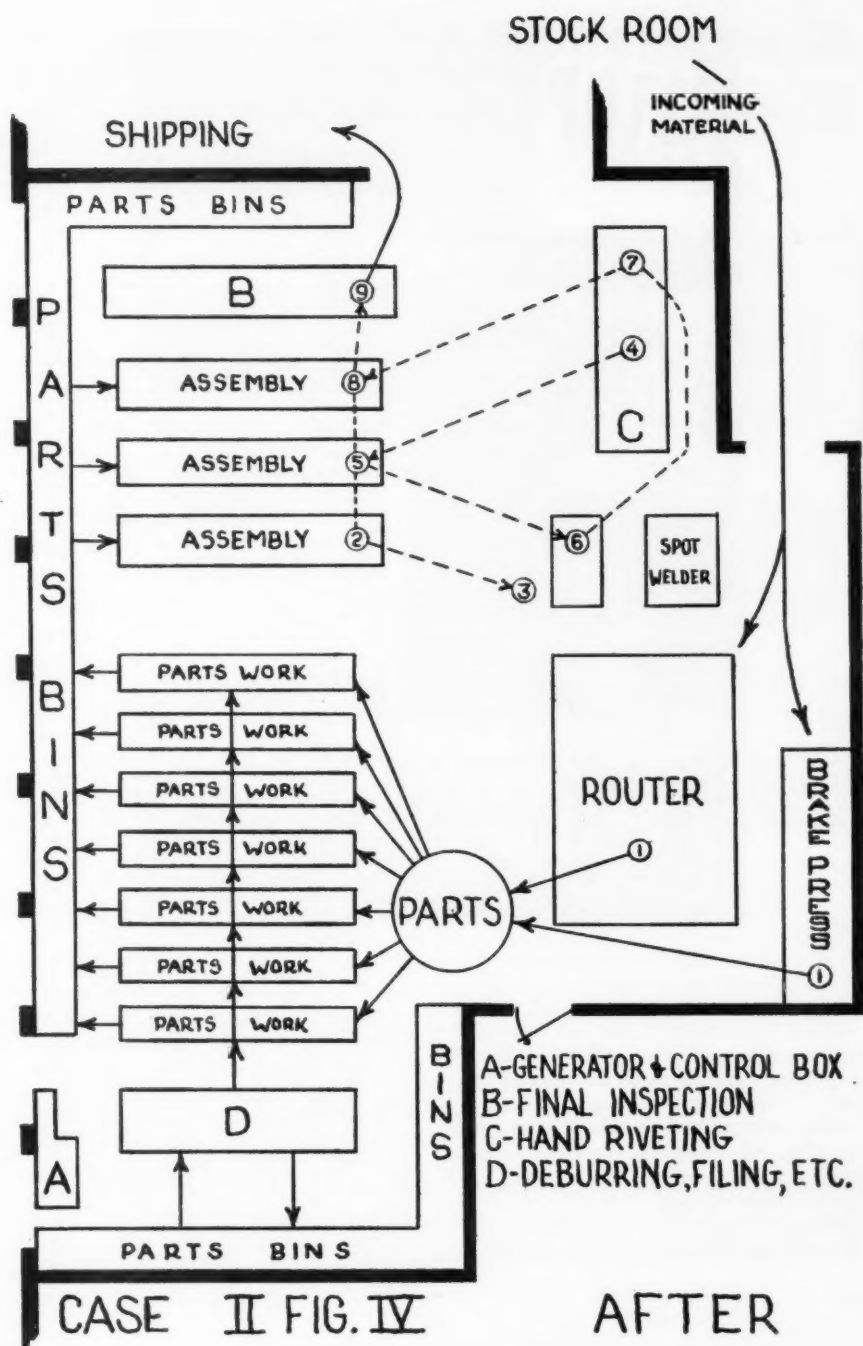 STOCK ROOM
INCOMING
MATERIAL
SHIPPING
PARTS BINS
PARTS BINS
B
9
7
ASSEMBLY
8
4
C
ASSEMBLY
5
ASSEMBLY
2
6
3
SPOT
WELDER
PARTS WORK
PARTS WORK
PARTS WORK
PARTS WORK
PARTS WORK
PARTS WORK
PARTS WORK
PARTS
ROUTER
1
BRAKE PRESS
1
BINS
D
A
PARTS BINS
A-GENERATOR & CONTROL BOX
B-FINAL INSPECTION
C-HAND RIVETING
D-DEBURRING, FILING, ETC.
CASE II FIG. IV AFTER